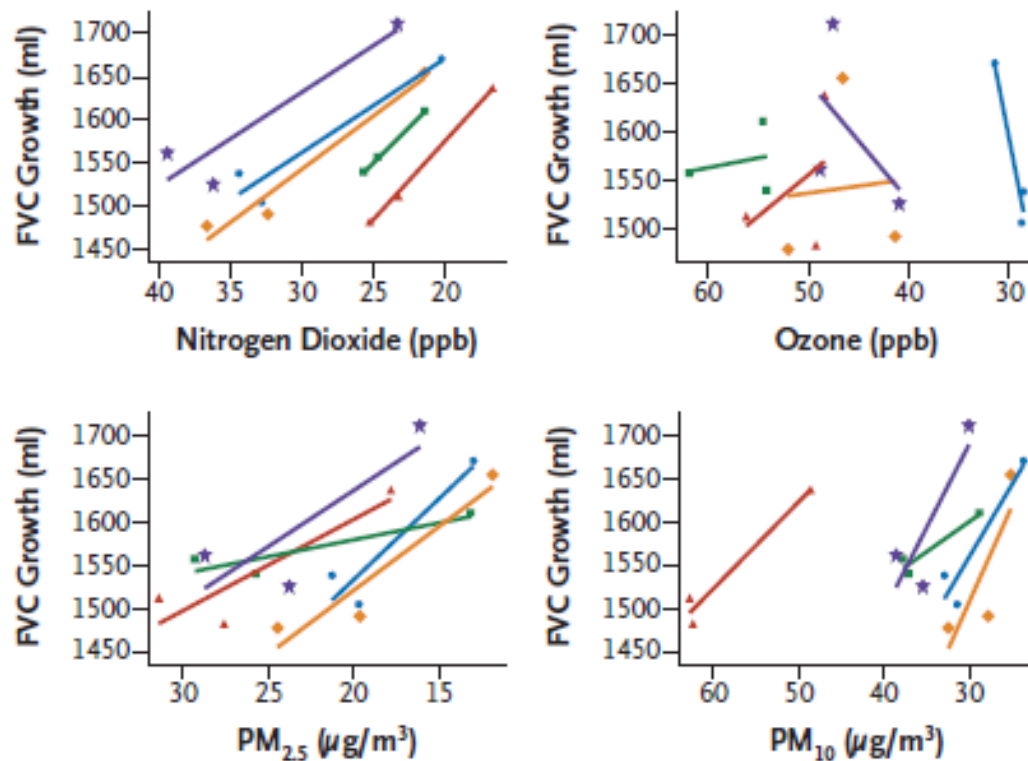 FVC Growth (ml)
1700
1650
1600
1550
1500
1450
40 35 30 25 20
Nitrogen Dioxide (ppb)
FVC Growth (ml)
1700
1650
1600
1550
1500
60 50 40 30
Ozone (ppb)
FVC Growth (ml)
1700
1650
1600
1550
1500
1450
30 25 20 15
PM2.5 (μg/m³)
FVC Growth (ml)
1700
1650
1600
1550
1500
1450
60 50 40 30
PM10 (μg/m³)